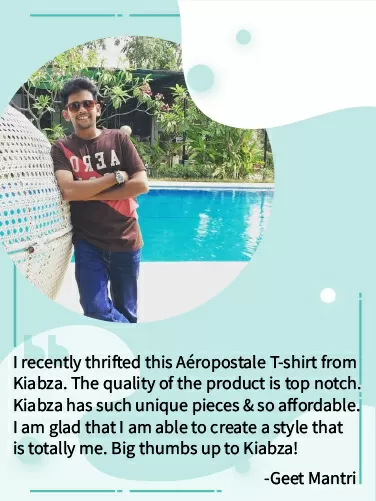 AERO
I recently thrifted this Aéropostale T-shirt from
Kiabza. The quality of the product is top notch.
Kiabza has such unique pieces & so affordable.
I am glad that I am able to create a style that
is totally me. Big thumbs up to Kiabza!
-Geet Mantri